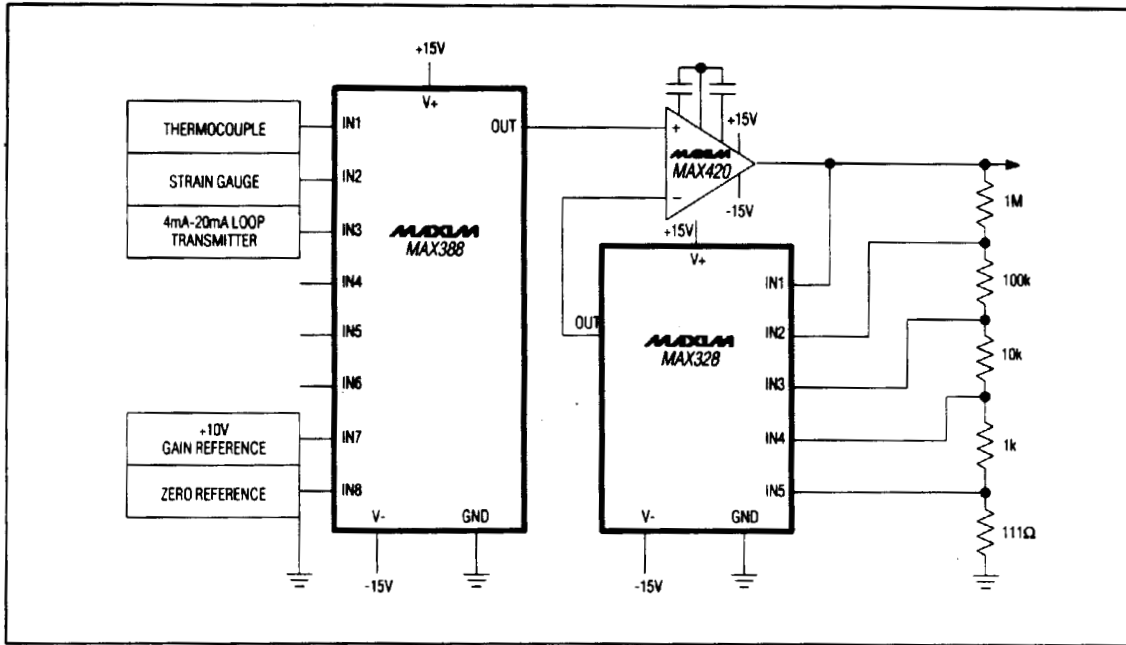 +15V
V+
THERMOCOUPLE
IN1
OUT
STRAIN GAUGE
IN2
4mA-20mA LOOP
TRANSMITTER
IN3
MAXIM
MAX388
IN4
IN5
IN6
+10V
GAIN REFERENCE
IN7
ZERO REFERENCE
IN8
V-
GND
-15V
+
+15V
MAXIM
MAX420
-
-15V
+15V
V+
IN1
OUT
IN2
MAXIM
MAX328
IN3
IN4
IN5
V-
GND
-15V
1M
100k
10k
1k
111Ω